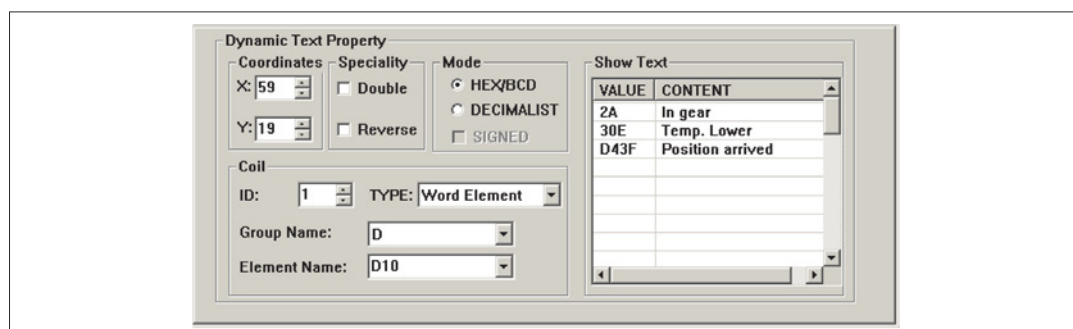 Dynamic Text Property
Coordinates
X: 59
Y: 19
Speciality
Double
Reverse
Mode
HEX/BCD
DECIMALIST
SIGNED
Coil
ID: 1 TYPE: Word Element
Group Name: D
Element Name: D10
Show Text
VALUE CONTENT
2A In gear
30E Temp. Lower
D43F Position arrived